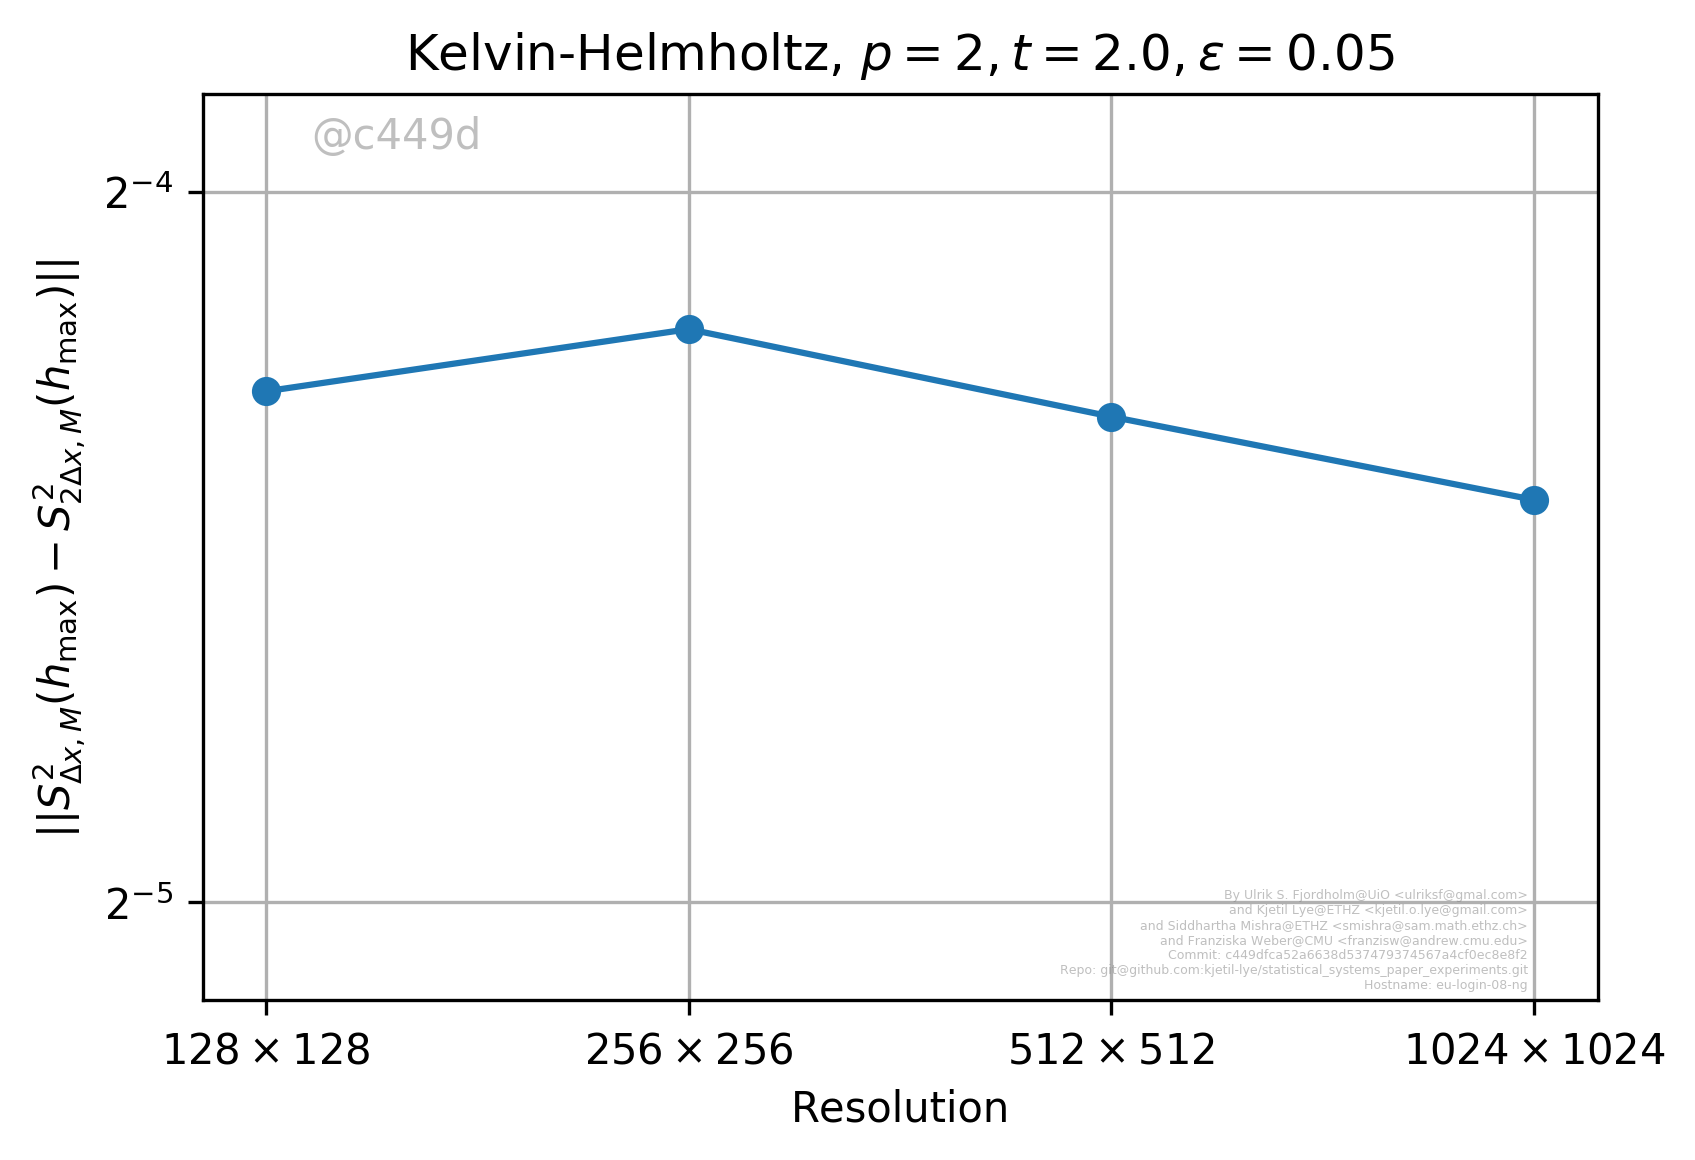 Kelvin-Helmholtz, p = 2, t = 2.0, ε = 0.05
@c449d
2⁻⁴
||S²_{Δx, M}(h_max) − S²_{2Δx, M}(h_max)||
2⁻⁵
By Ulrik S. Fjordholm@UiO <ulriksf@gmal.com>
and Kjetil Lye@ETHZ <kjetil.o.lye@gmail.com>
and Siddhartha Mishra@ETHZ <smishra@sam.math.ethz.ch>
and Franziska Weber@CMU <franzisw@andrew.cmu.edu>
Commit: c449dfca52a6638d537479374567a4cf0ec8e8f2
Repo: git@github.com:kjetil-lye/statistical_systems_paper_experiments.git
Hostname: eu-login-08-ng
128 × 128 256 × 256 512 × 512 1024 × 1024
Resolution